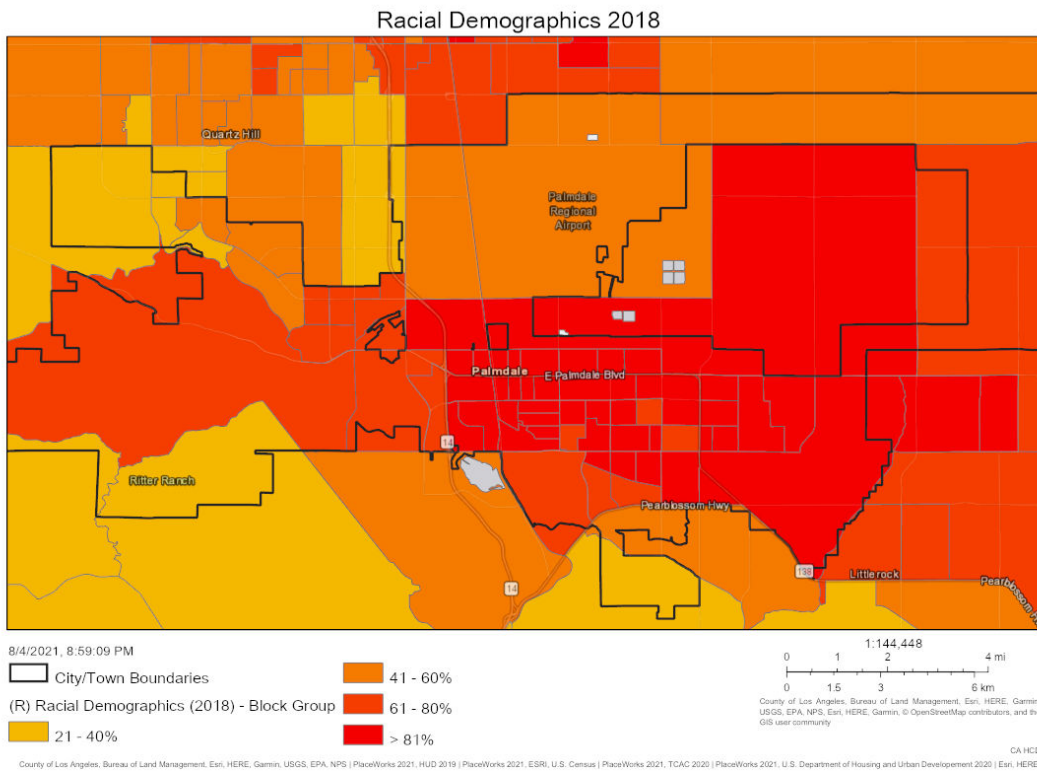 Racial Demographics 2018
Quartz Hill
Palmdale
Regional
Airport
Palmdale
E Palmdale Blvd
14
Ritter Ranch
Pearblossom Hwy
138
Littlerock
Pearblossom H
14
8/4/2021, 8:59:09 PM
City/Town Boundaries
(R) Racial Demographics (2018) - Block Group
21 - 40%
41 - 60%
61 - 80%
> 81%
1:144,448
0 1 2 4 mi
0 1.5 3 6 km
County of Los Angeles, Bureau of Land Management, Esri, HERE, Garmin,
USGS, EPA, NPS, Esri, HERE, Garmin, © OpenStreetMap contributors, and the
GIS user community
CA HCD
County of Los Angeles, Bureau of Land Management, Esri, HERE, Garmin, USGS, EPA, NPS | PlaceWorks 2021, HUD 2019 | PlaceWorks 2021, ESRI, U.S. Census | PlaceWorks 2021, TCAC 2020 | PlaceWorks 2021, U.S. Department of Housing and Urban Developement 2020 | Esri, HERE